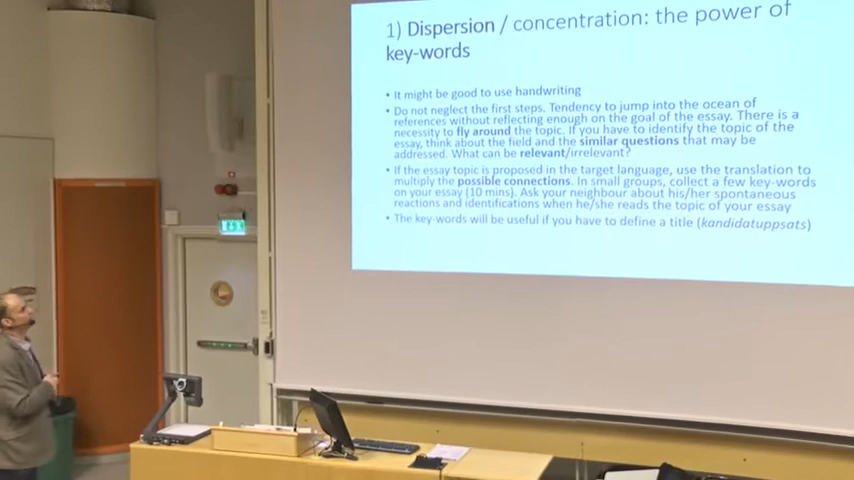 1) Dispersion / concentration: the power of
key-words
• It might be good to use handwriting
• Do not neglect the first steps. Tendency to jump into the ocean of
references without reflecting enough on the goal of the essay. There is a
necessity to fly around the topic. If you have to identify the topic of the
essay, think about the field and the similar questions that may be
addressed. What can be relevant/irrelevant?
• If the essay topic is proposed in the target language, use the translation to
multiply the possible connections. In small groups, collect a few key-words
on your essay (10 mins). Ask your neighbour about his/her spontaneous
reactions and identifications when he/she reads the topic of your essay
• The key-words will be useful if you have to define a title (kandidatuppsats)